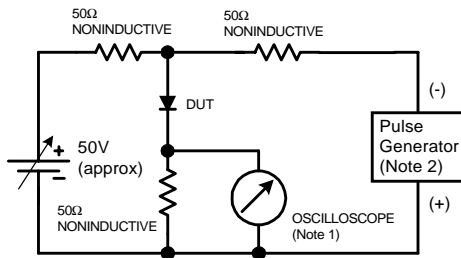 50Ω
NONINDUCTIVE
50Ω
NONINDUCTIVE
(-)
DUT
Pulse
Generator
(Note 2)
+
50V
(approx)
−
50Ω
NONINDUCTIVE
(+)
OSCILLOSCOPE
(Note 1)